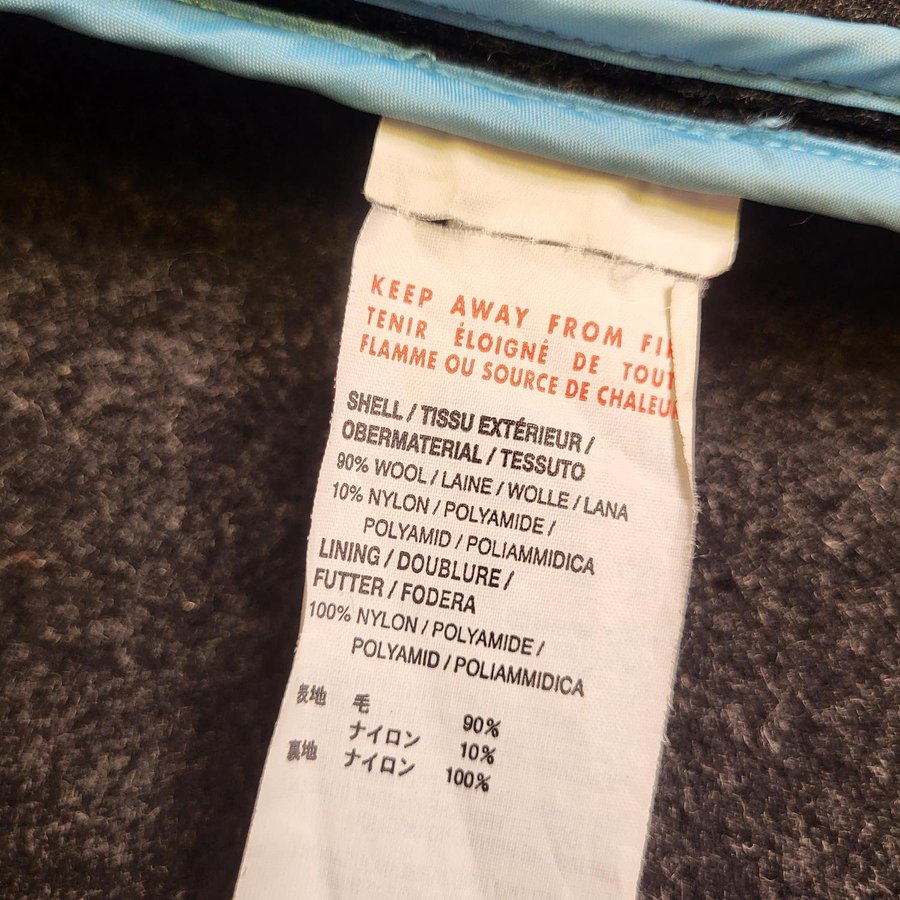 KEEP AWAY FROM FI
TENIR ÉLOIGNÉ DE TOUT
FLAMME OU SOURCE DE CHALEU
SHELL / TISSU EXTÉRIEUR /
OBERMATERIAL / TESSUTO
90% WOOL / LAINE / WOLLE / LANA
10% NYLON / POLYAMIDE /
POLYAMID / POLIAMMIDICA
LINING / DOUBLURE /
FUTTER / FODERA
100% NYLON / POLYAMIDE /
POLYAMID / POLIAMMIDICA
表地 毛 90%
ナイロン 10%
裏地 ナイロン 100%